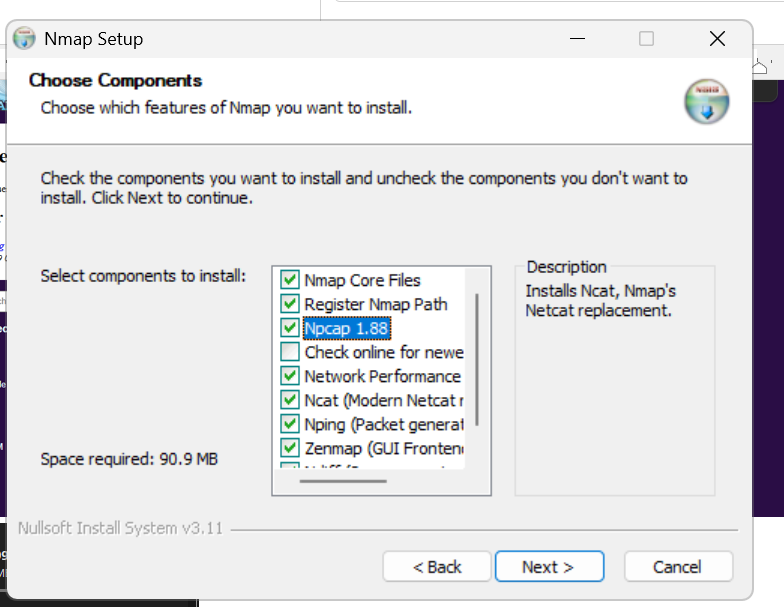 Nmap Setup
Choose Components
Choose which features of Nmap you want to install.
Check the components you want to install and uncheck the components you don't want to
install. Click Next to continue.
Select components to install:
Nmap Core Files
Register Nmap Path
Npcap 1.88
Check online for newe
Network Performance
Ncat (Modern Netcat r
Nping (Packet generat
Zenmap (GUI Frontend
Space required: 90.9 MB
Description
Installs Ncat, Nmap's
Netcat replacement.
Nullsoft Install System v3.11
< Back
Next >
Cancel